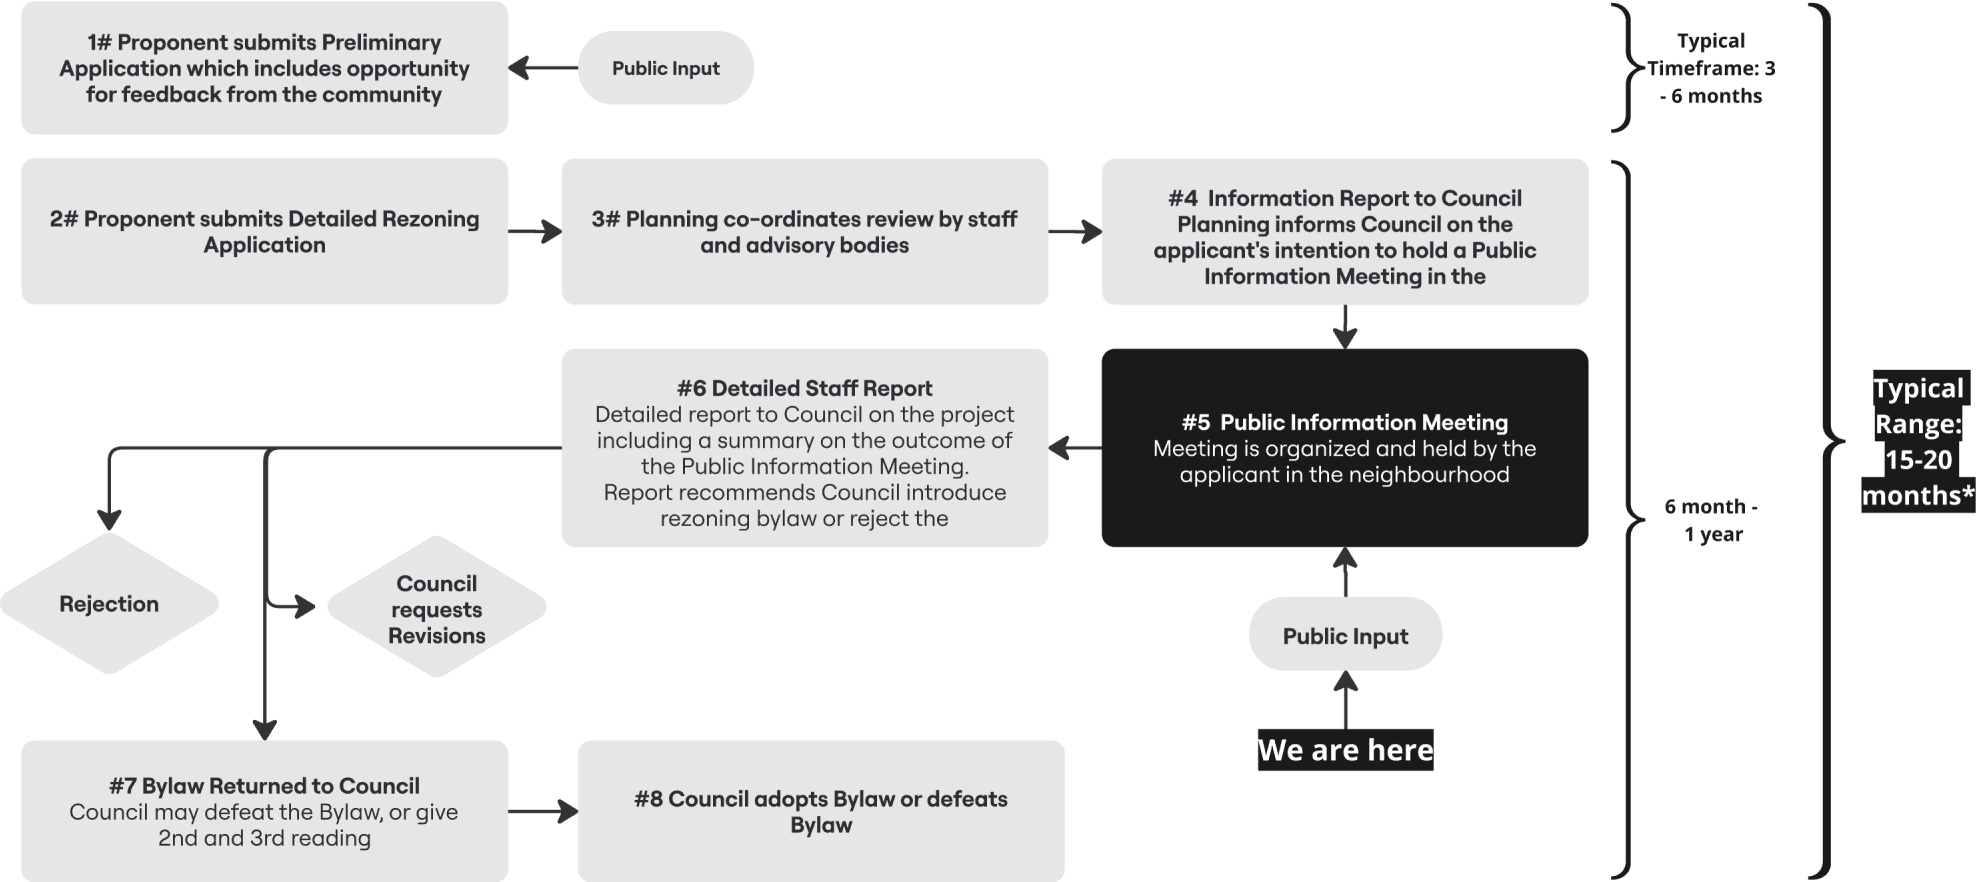 1# Proponent submits Preliminary
Application which includes opportunity
for feedback from the community
Public Input
Typical
Timeframe: 3
- 6 months
2# Proponent submits Detailed Rezoning
Application
3# Planning co-ordinates review by staff
and advisory bodies
#4 Information Report to Council
Planning informs Council on the
applicant's intention to hold a Public
Information Meeting in the
#6 Detailed Staff Report
Detailed report to Council on the project
including a summary on the outcome of
the Public Information Meeting.
Report recommends Council introduce
rezoning bylaw or reject the
#5 Public Information Meeting
Meeting is organized and held by the
applicant in the neighbourhood
Typical
Range:
15-20
months*
6 month -
1 year
Rejection
Council
requests
Revisions
Public Input
We are here
#7 Bylaw Returned to Council
Council may defeat the Bylaw, or give
2nd and 3rd reading
#8 Council adopts Bylaw or defeats
Bylaw